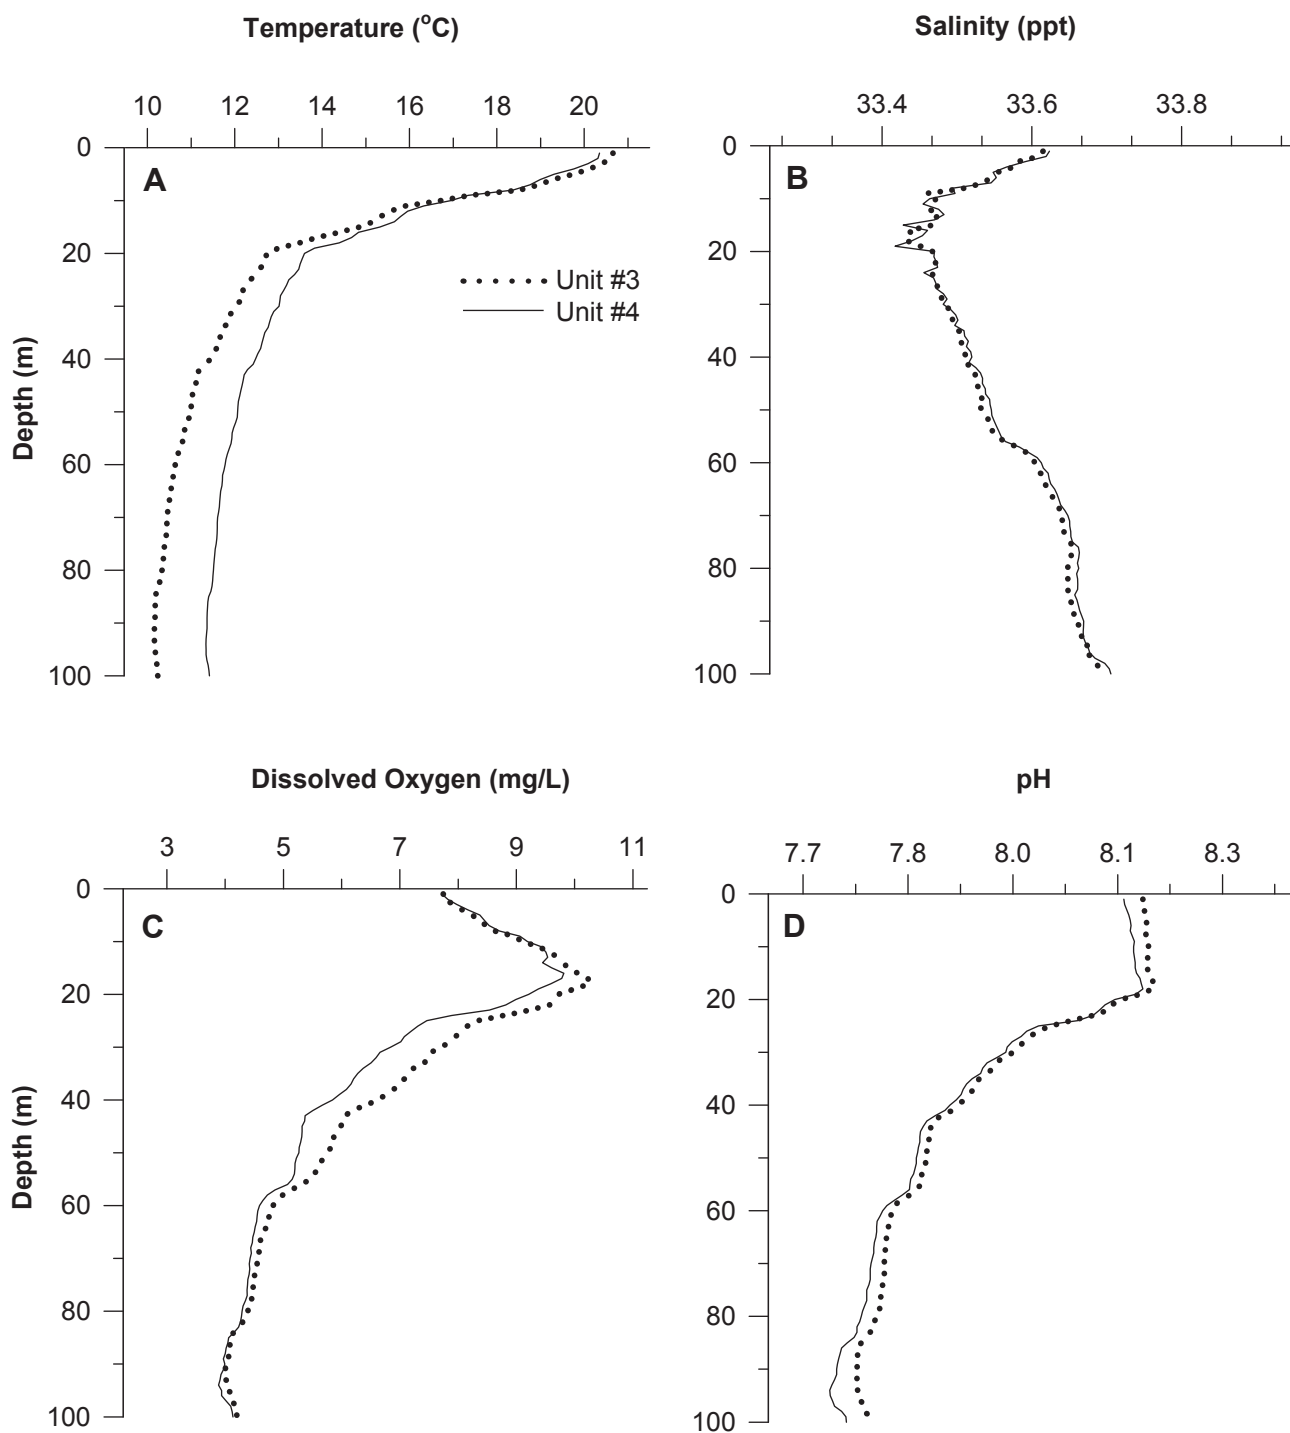 Temperature (°C)
10 12 14 16 18 20
0
20
40
60
80
100
Depth (m)
A
Unit #3
Unit #4
Salinity (ppt)
33.4 33.6 33.8
0
20
40
60
80
100
B
Dissolved Oxygen (mg/L)
3 5 7 9 11
0
20
40
60
80
100
Depth (m)
C
pH
7.7 7.8 8.0 8.1 8.3
0
20
40
60
80
100
D